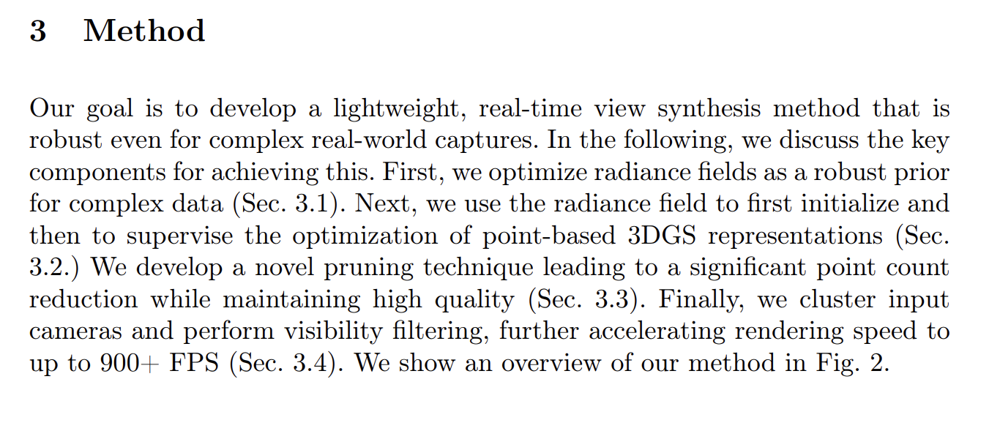 3 Method
Our goal is to develop a lightweight, real-time view synthesis method that is
robust even for complex real-world captures. In the following, we discuss the key
components for achieving this. First, we optimize radiance fields as a robust prior
for complex data (Sec. 3.1). Next, we use the radiance field to first initialize and
then to supervise the optimization of point-based 3DGS representations (Sec.
3.2.) We develop a novel pruning technique leading to a significant point count
reduction while maintaining high quality (Sec. 3.3). Finally, we cluster input
cameras and perform visibility filtering, further accelerating rendering speed to
up to 900+ FPS (Sec. 3.4). We show an overview of our method in Fig. 2.